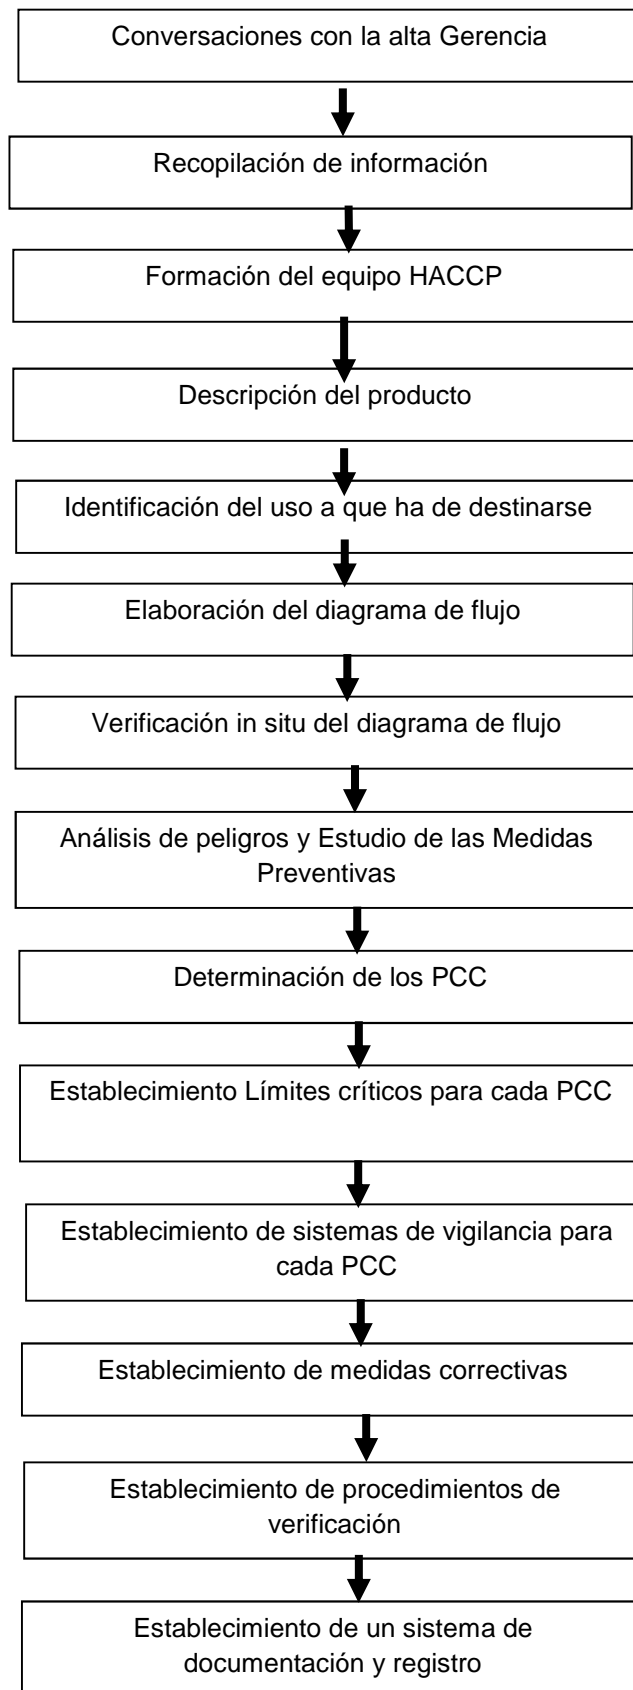 Conversaciones con la alta Gerencia
Recopilación de información
Formación del equipo HACCP
Descripción del producto
Identificación del uso a que ha de destinarse
Elaboración del diagrama de flujo
Verificación in situ del diagrama de flujo
Análisis de peligros y Estudio de las Medidas
Preventivas
Determinación de los PCC
Establecimiento Límites críticos para cada PCC
Establecimiento de sistemas de vigilancia para
cada PCC
Establecimiento de medidas correctivas
Establecimiento de procedimientos de
verificación
Establecimiento de un sistema de
documentación y registro